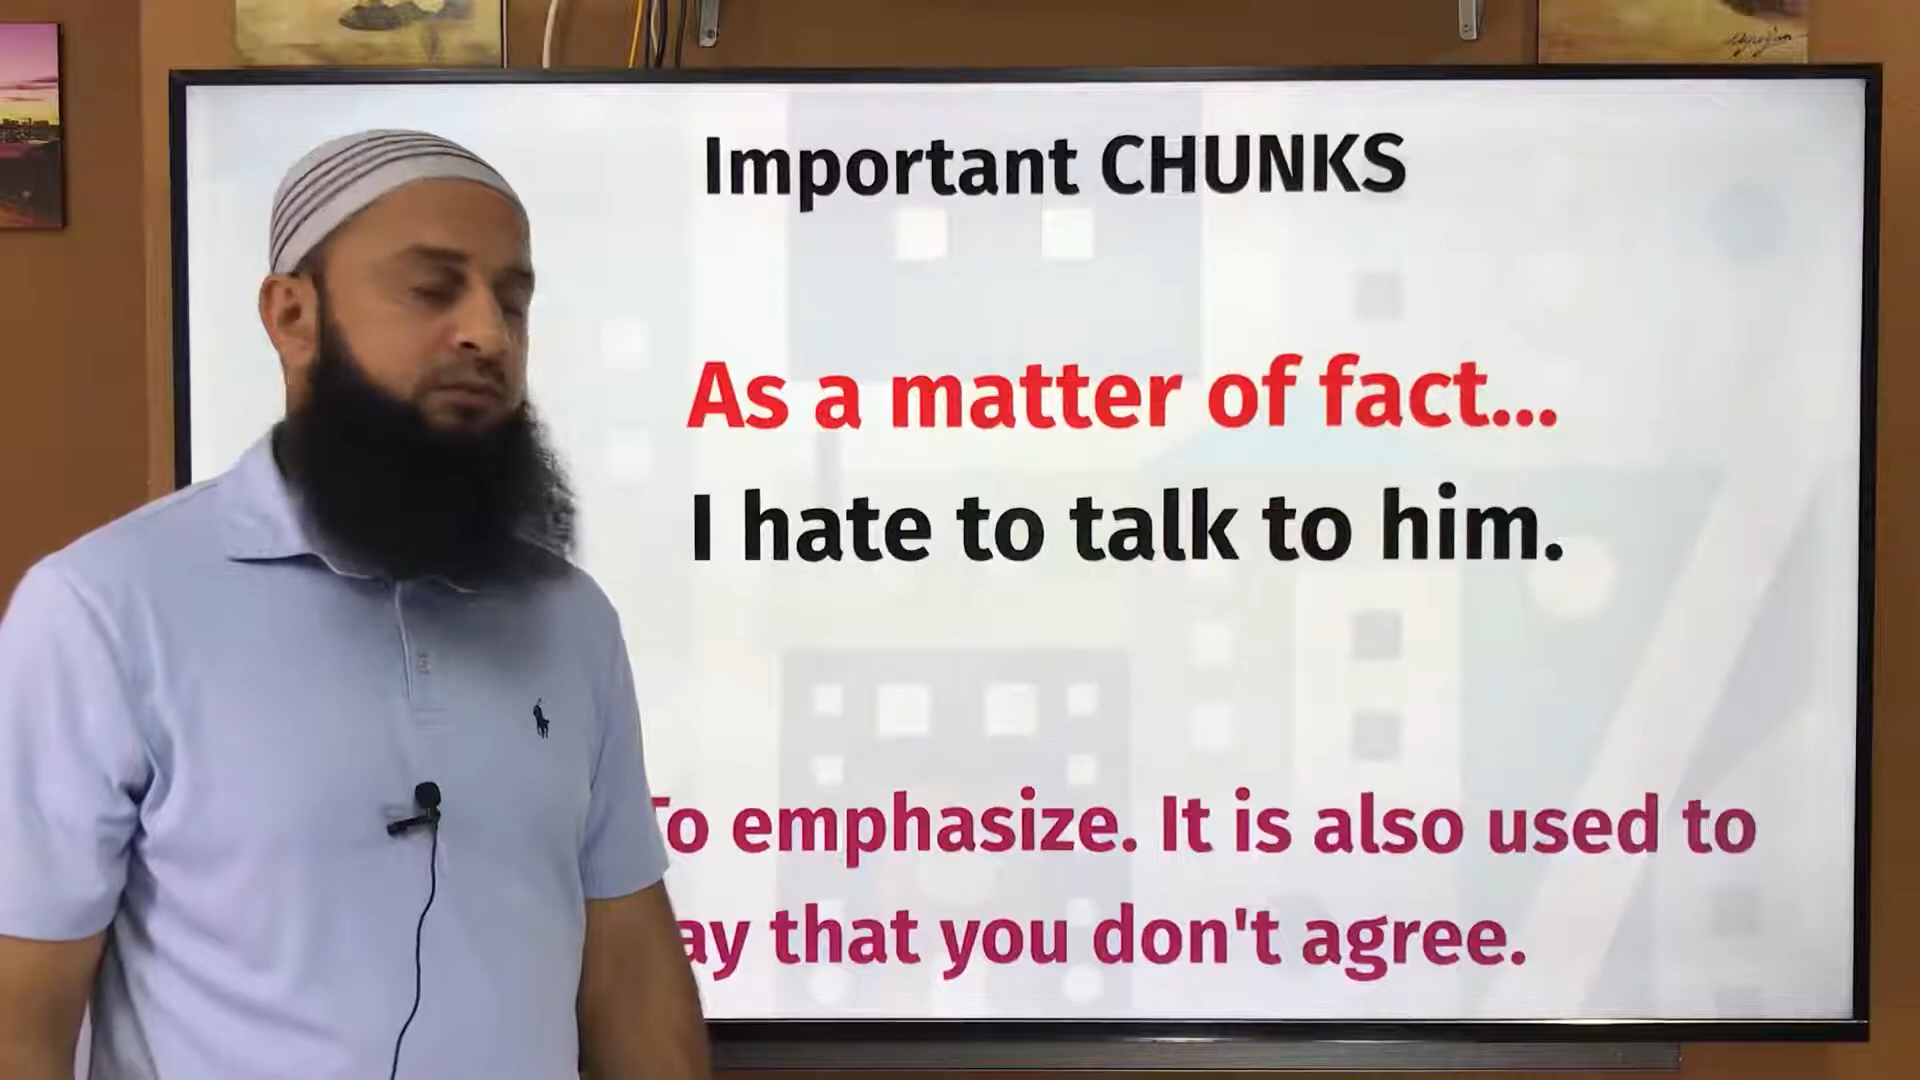 Important CHUNKS
As a matter of fact...
I hate to talk to him.
To emphasize. It is also used to
that you don't agree.